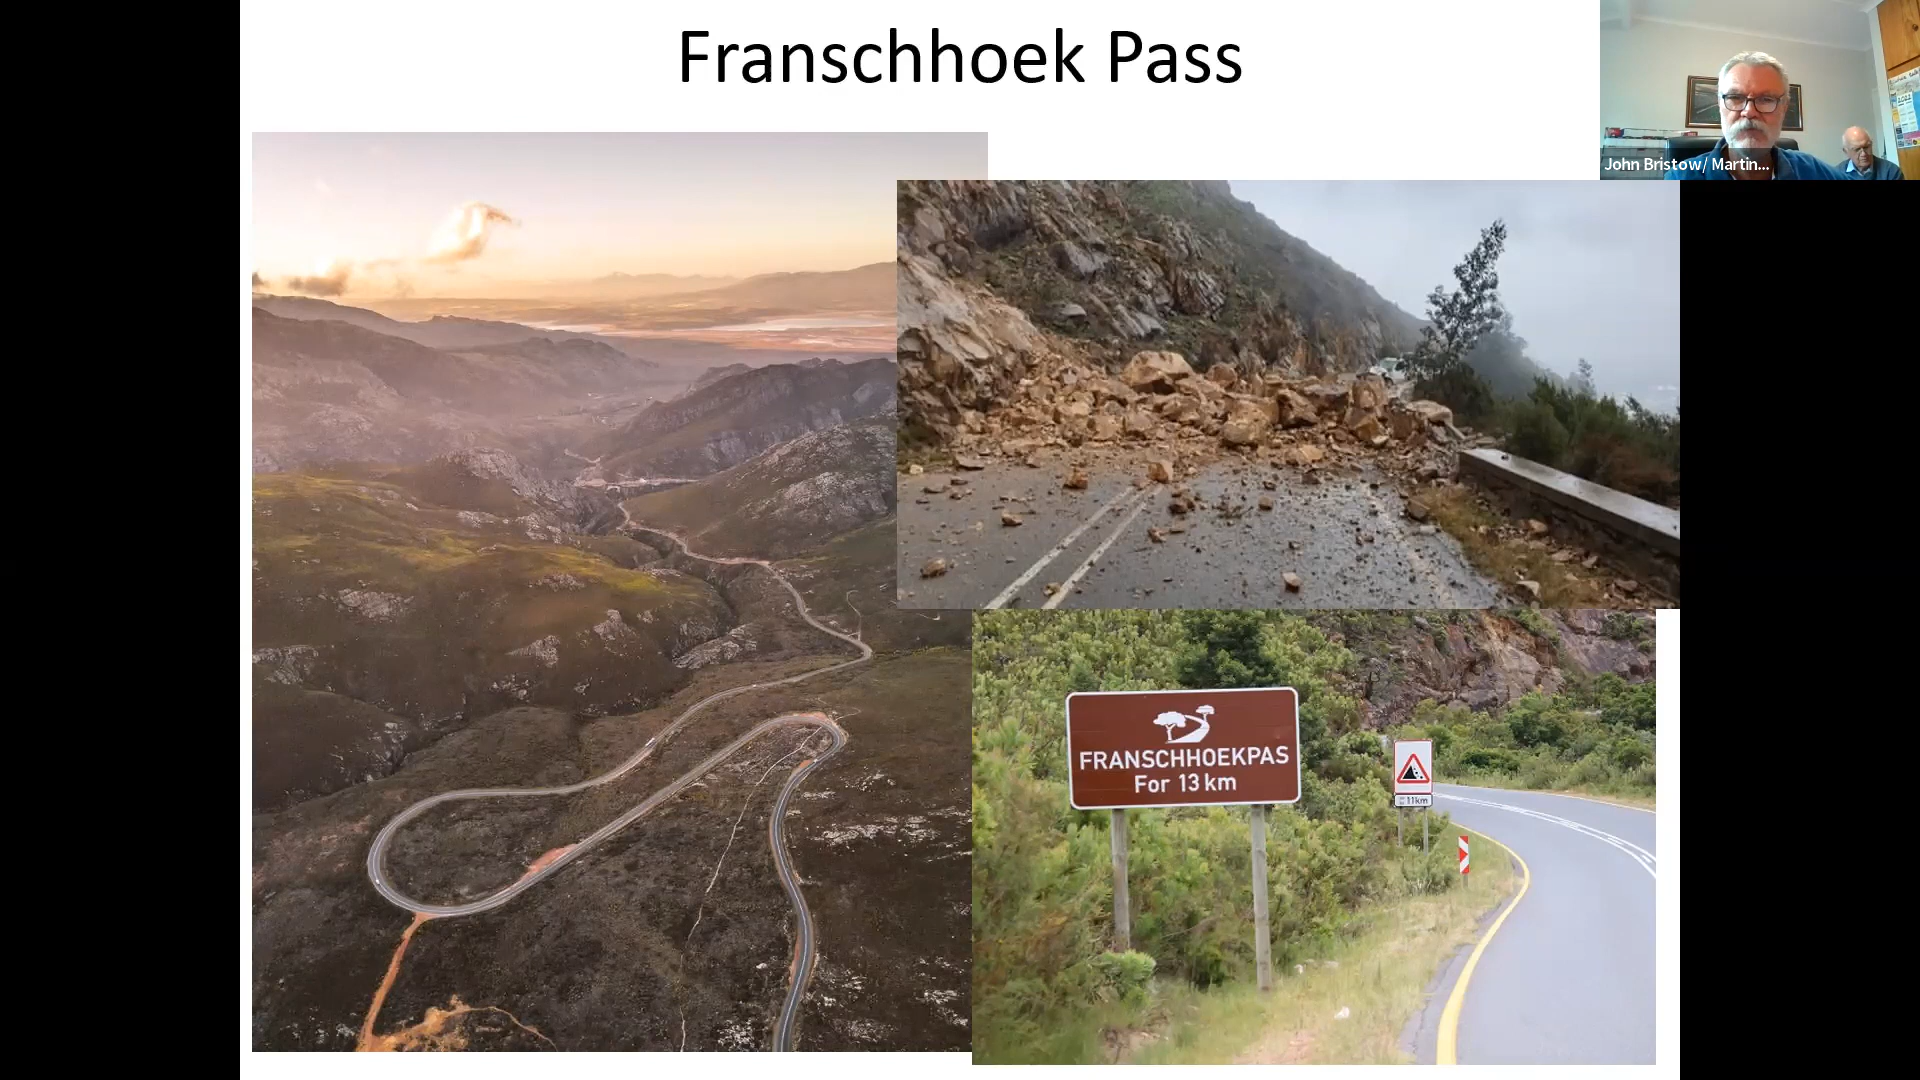 Franschhoek Pass
John Bristow/ Martin...
FRANSCHHOEKPAS
For 13 km
11km